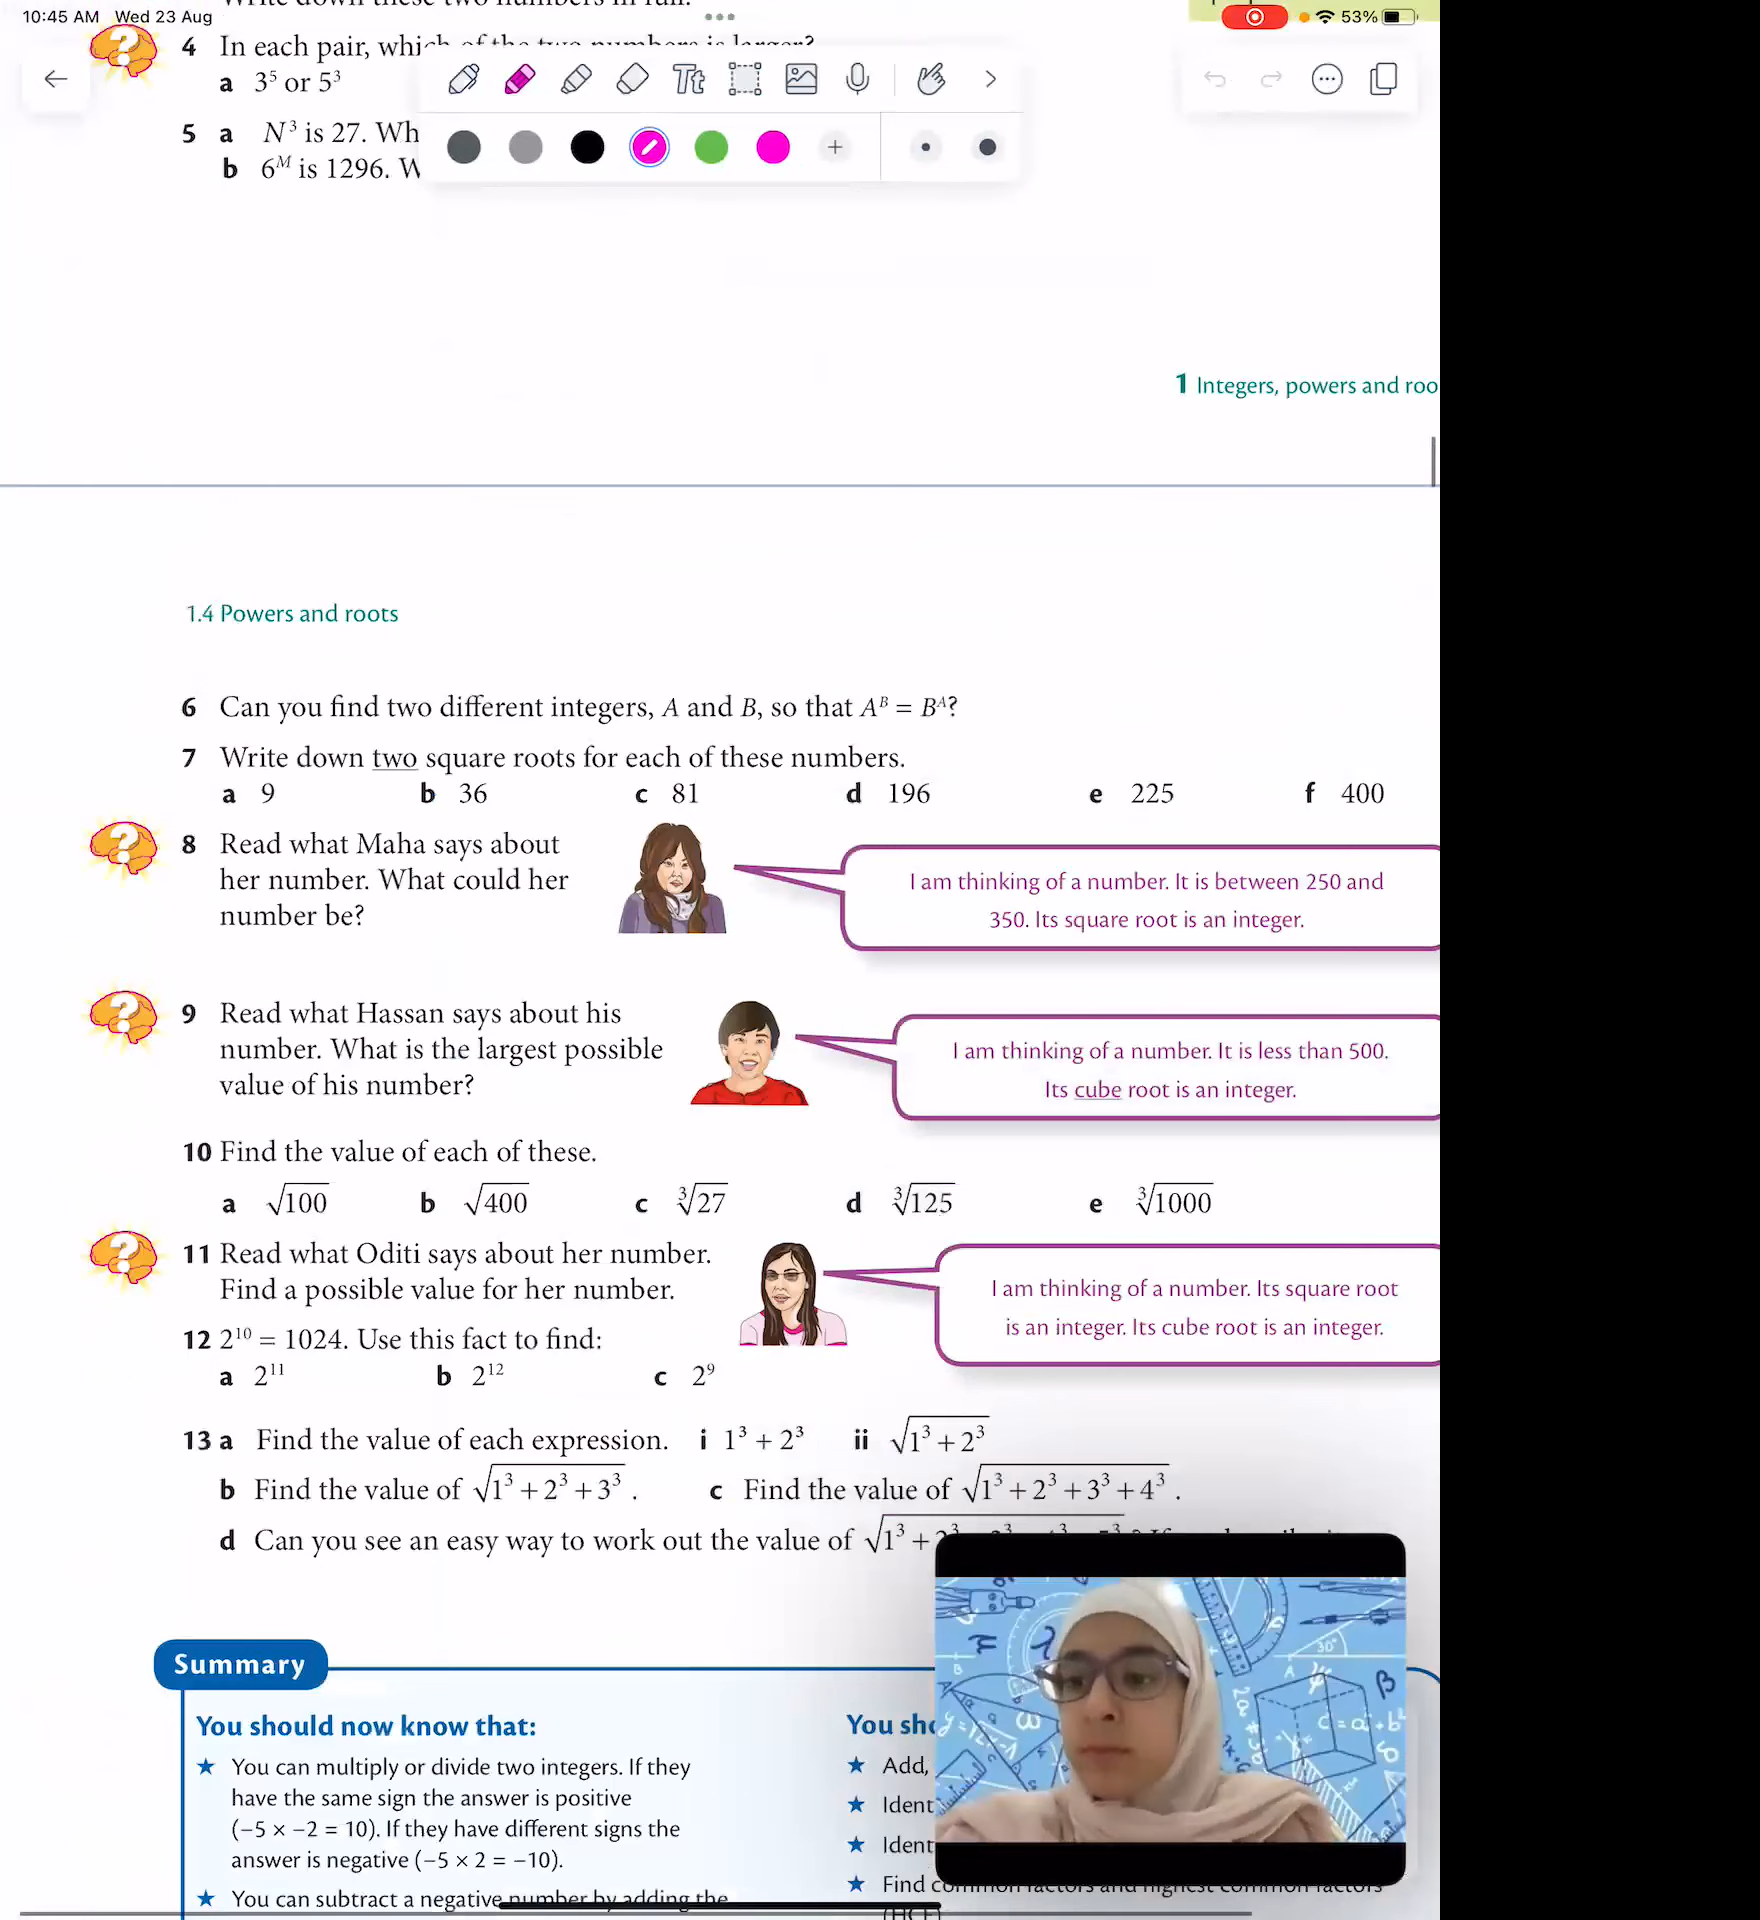 10:45 AM Wed 23 Aug
53%
4 In each pair, which of the two numbers is larger?
a 3⁵ or 5³
5 a N³ is 27. Wh
b 6ᴹ is 1296. W
Tt
1 Integers, powers and roo
1.4 Powers and roots
6 Can you find two different integers, A and B, so that Aᴮ = Bᴬ?
7 Write down two square roots for each of these numbers.
a 9 b 36 c 81 d 196 e 225 f 400
8 Read what Maha says about
her number. What could her
number be?
I am thinking of a number. It is between 250 and
350. Its square root is an integer.
9 Read what Hassan says about his
number. What is the largest possible
value of his number?
I am thinking of a number. It is less than 500.
Its cube root is an integer.
10 Find the value of each of these.
a √100 b √400 c ∛27 d ∛125 e ∛1000
11 Read what Oditi says about her number.
Find a possible value for her number.
I am thinking of a number. Its square root
is an integer. Its cube root is an integer.
12 2¹⁰ = 1024. Use this fact to find:
a 2¹¹ b 2¹² c 2⁹
13 a Find the value of each expression. i 1³ + 2³ ii √(1³ + 2³)
b Find the value of √(1³ + 2³ + 3³). c Find the value of √(1³ + 2³ + 3³ + 4³).
d Can you see an easy way to work out the value of √1³ +
Summary
You should now know that:
★ You can multiply or divide two integers. If they
have the same sign the answer is positive
(−5 × −2 = 10). If they have different signs the
answer is negative (−5 × 2 = −10).
★ You can subtract a negative number by adding the
You sho
★ Add,
★ Ident
★ Ident
★ Find common factors and highest common factors
(HCF)